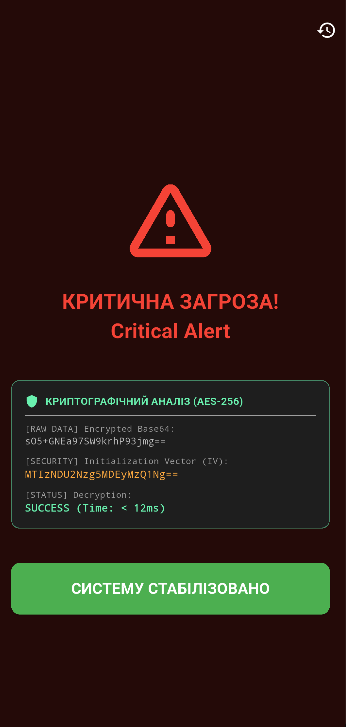 КРИТИЧНА ЗАГРОЗА!
Critical Alert
КРИПТОГРАФІЧНИЙ АНАЛІЗ (AES-256)
[RAW DATA] Encrypted Base64:
sO5+GNEa97SW9krhP93jmg==
[SECURITY] Initialization Vector (IV):
MTIzNDU2Nzg5MDEyMzQ1Ng==
[STATUS] Decryption:
SUCCESS (Time: < 12ms)
СИСТЕМУ СТАБІЛІЗОВАНО